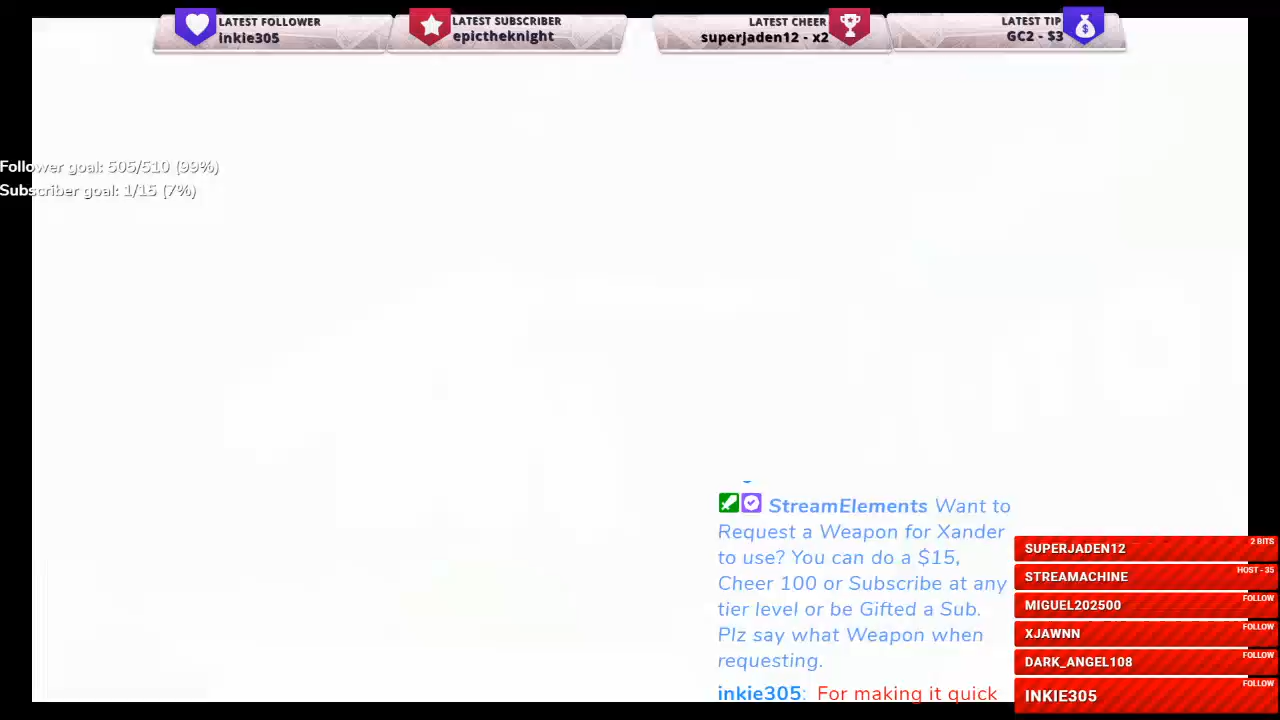 LATEST FOLLOWER
inkie305
LATEST SUBSCRIBER
epictheknight
LATEST CHEER
superjaden12 - x2
LATEST TIP
GC2 - $3
Follower goal: 505/510 (99%)
Subscriber goal: 1/15 (7%)
StreamElements Want to
Request a Weapon for Xander
to use? You can do a $15,
Cheer 100 or Subscribe at any
tier level or be Gifted a Sub.
Plz say what Weapon when
requesting.
inkie305: For making it quick
SUPERJADEN12 2 BITS
STREAMACHINE HOST - 35
MIGUEL202500 FOLLOW
XJAWNN FOLLOW
DARK_ANGEL108 FOLLOW
INKIE305 FOLLOW